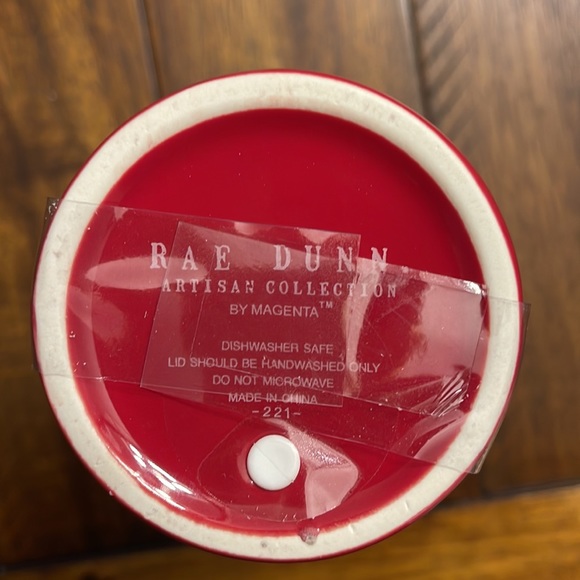 RAE DUNN
ARTISAN COLLECTION
BY MAGENTA™
DISHWASHER SAFE
LID SHOULD BE HANDWASHED ONLY
DO NOT MICROWAVE
MADE IN CHINA
-221-